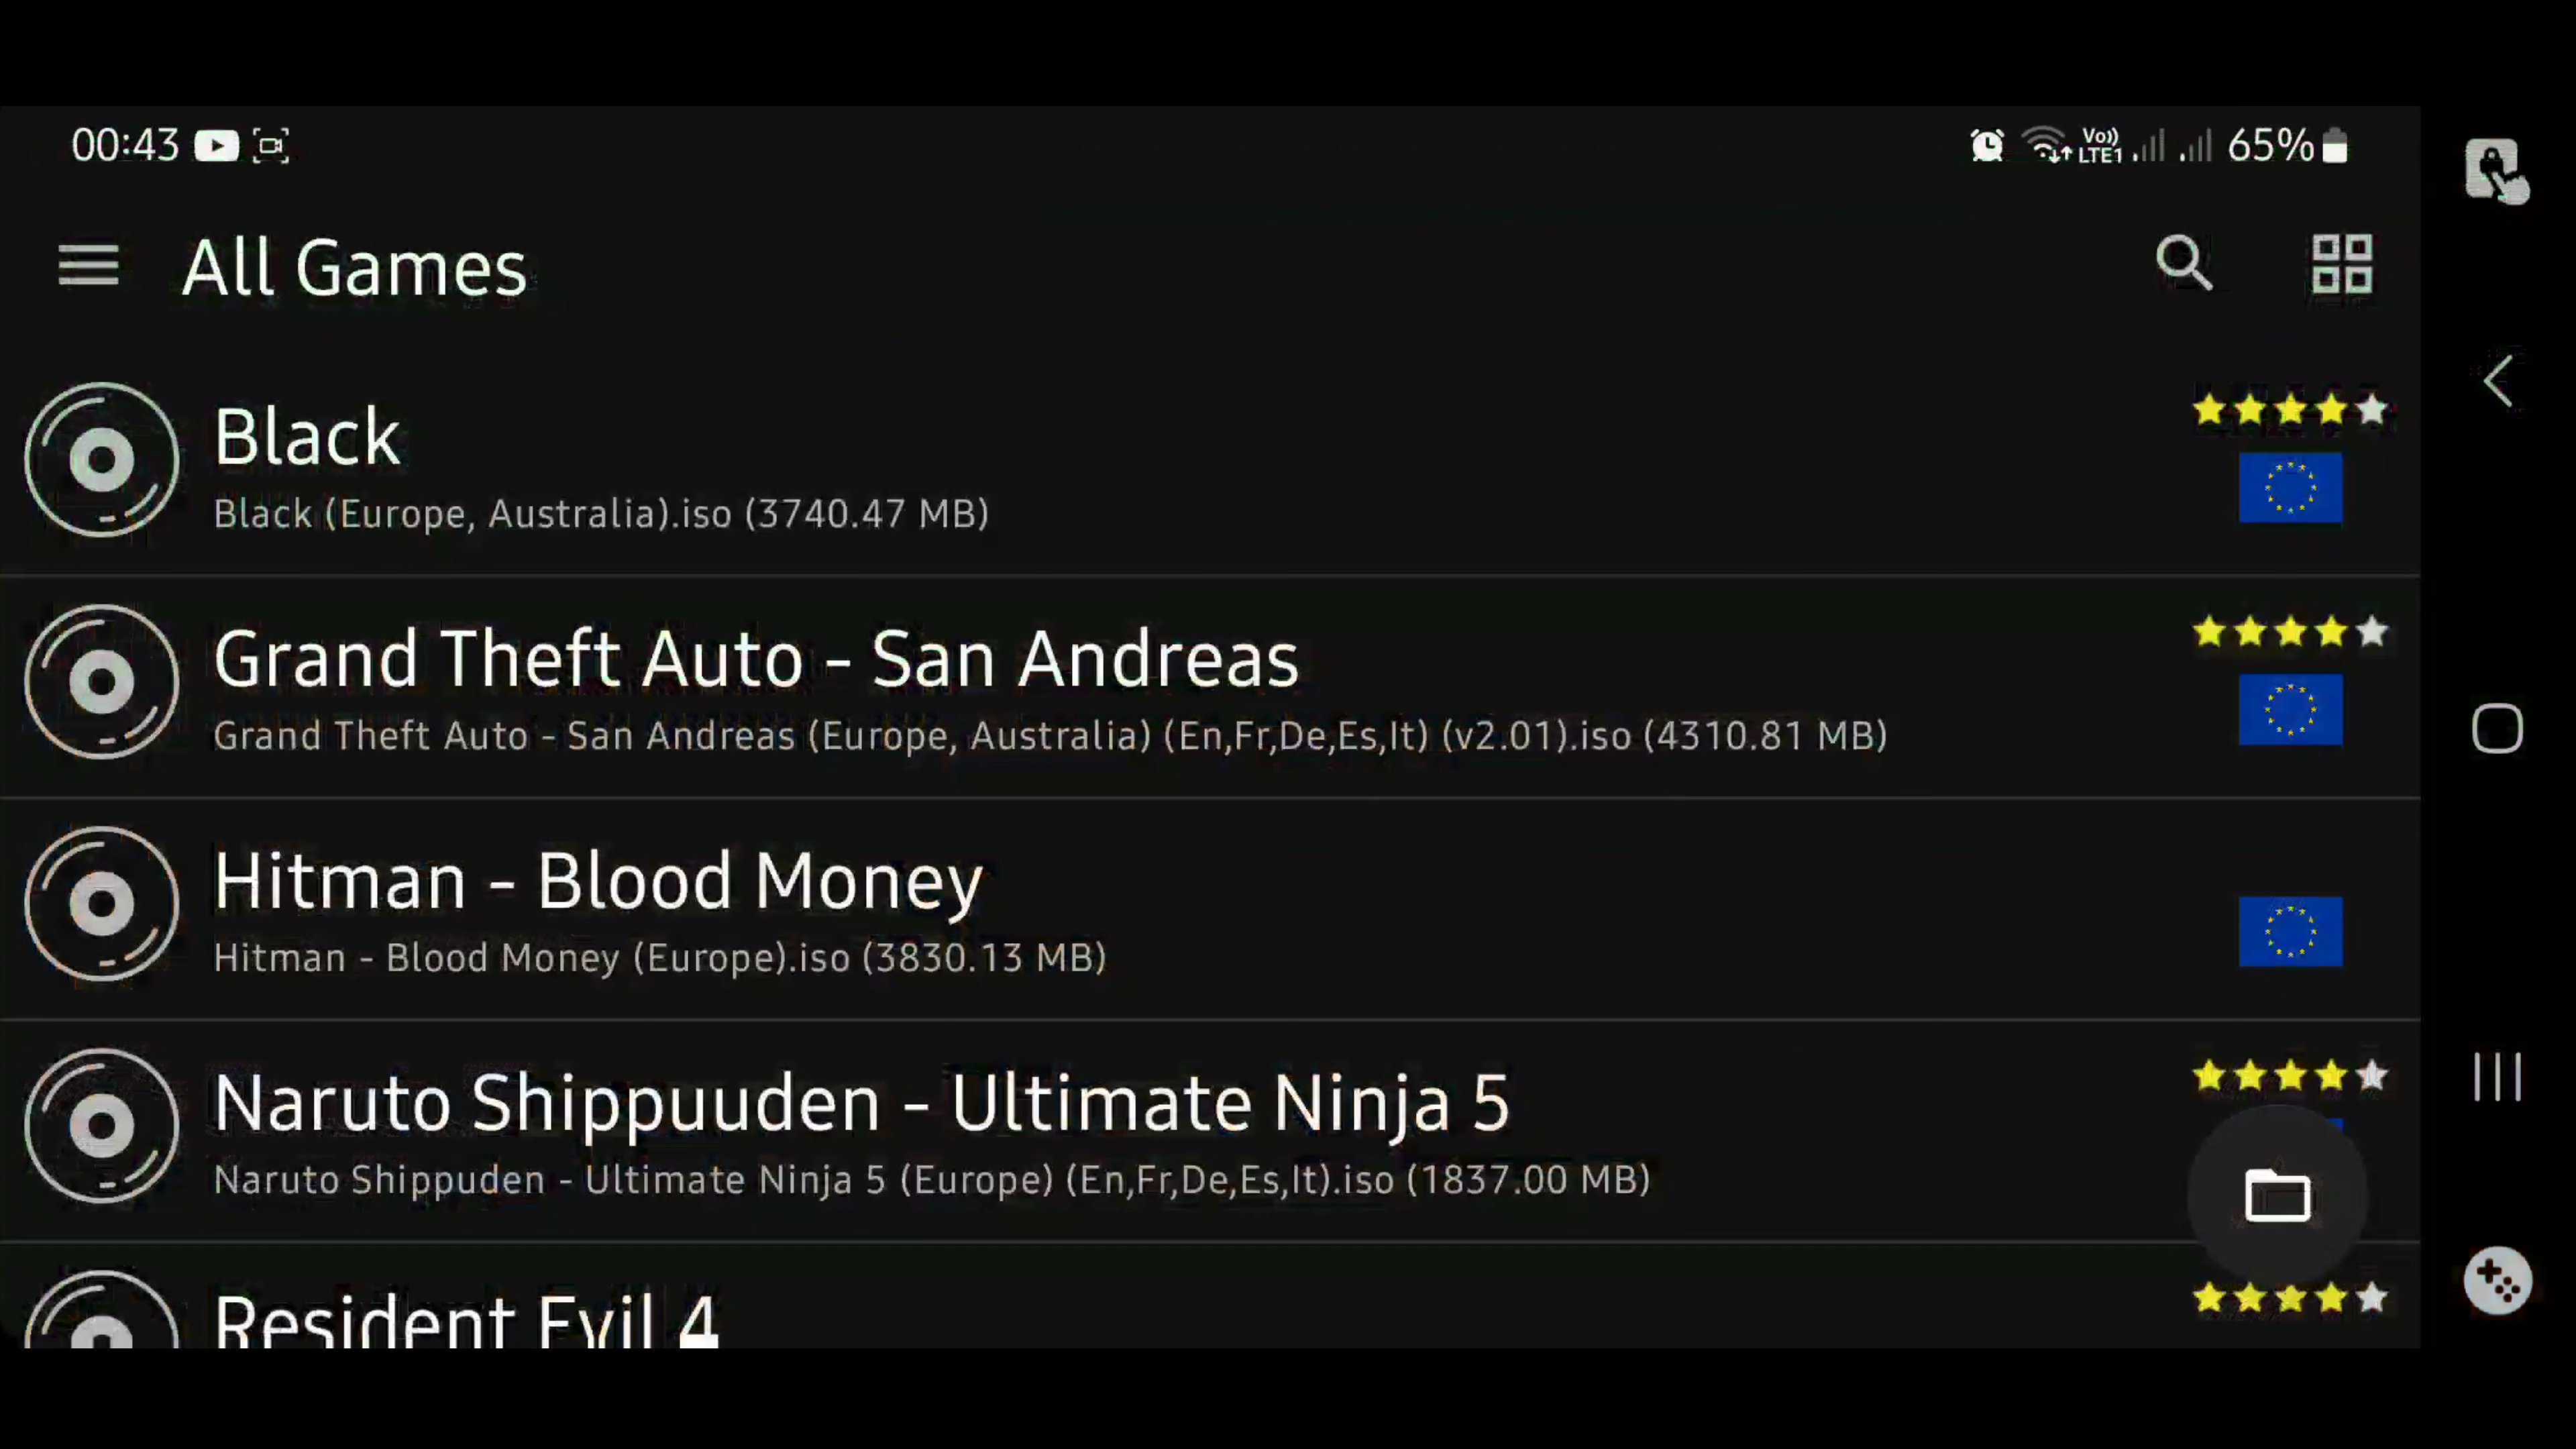 00:43
Vo)) LTE1 65%
All Games
Black
Black (Europe, Australia).iso (3740.47 MB)
Grand Theft Auto - San Andreas
Grand Theft Auto - San Andreas (Europe, Australia) (En,Fr,De,Es,It) (v2.01).iso (4310.81 MB)
Hitman - Blood Money
Hitman - Blood Money (Europe).iso (3830.13 MB)
Naruto Shippuuden - Ultimate Ninja 5
Naruto Shippuden - Ultimate Ninja 5 (Europe) (En,Fr,De,Es,It).iso (1837.00 MB)
Resident Evil 4